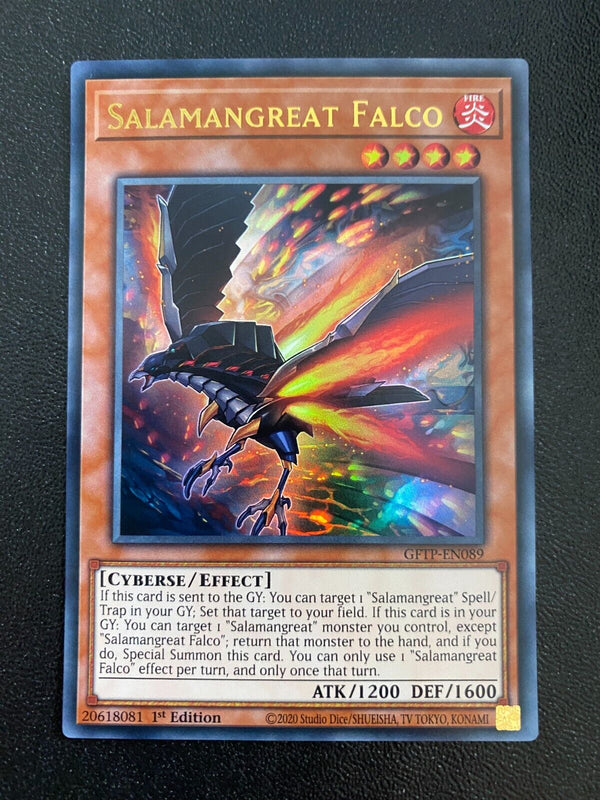 SALAMANGREAT FALCO
FIRE
炎
GFTP-EN089
[CYBERSE/EFFECT]
If this card is sent to the GY: You can target 1 "Salamangreat" Spell/
Trap in your GY; Set that target to your field. If this card is in your
GY: You can target 1 "Salamangreat" monster you control, except
"Salamangreat Falco"; return that monster to the hand, and if you
do, Special Summon this card. You can only use 1 "Salamangreat
Falco" effect per turn, and only once that turn.
ATK/1200 DEF/1600
20618081 1st Edition ©2020 Studio Dice/SHUEISHA, TV TOKYO, KONAMI